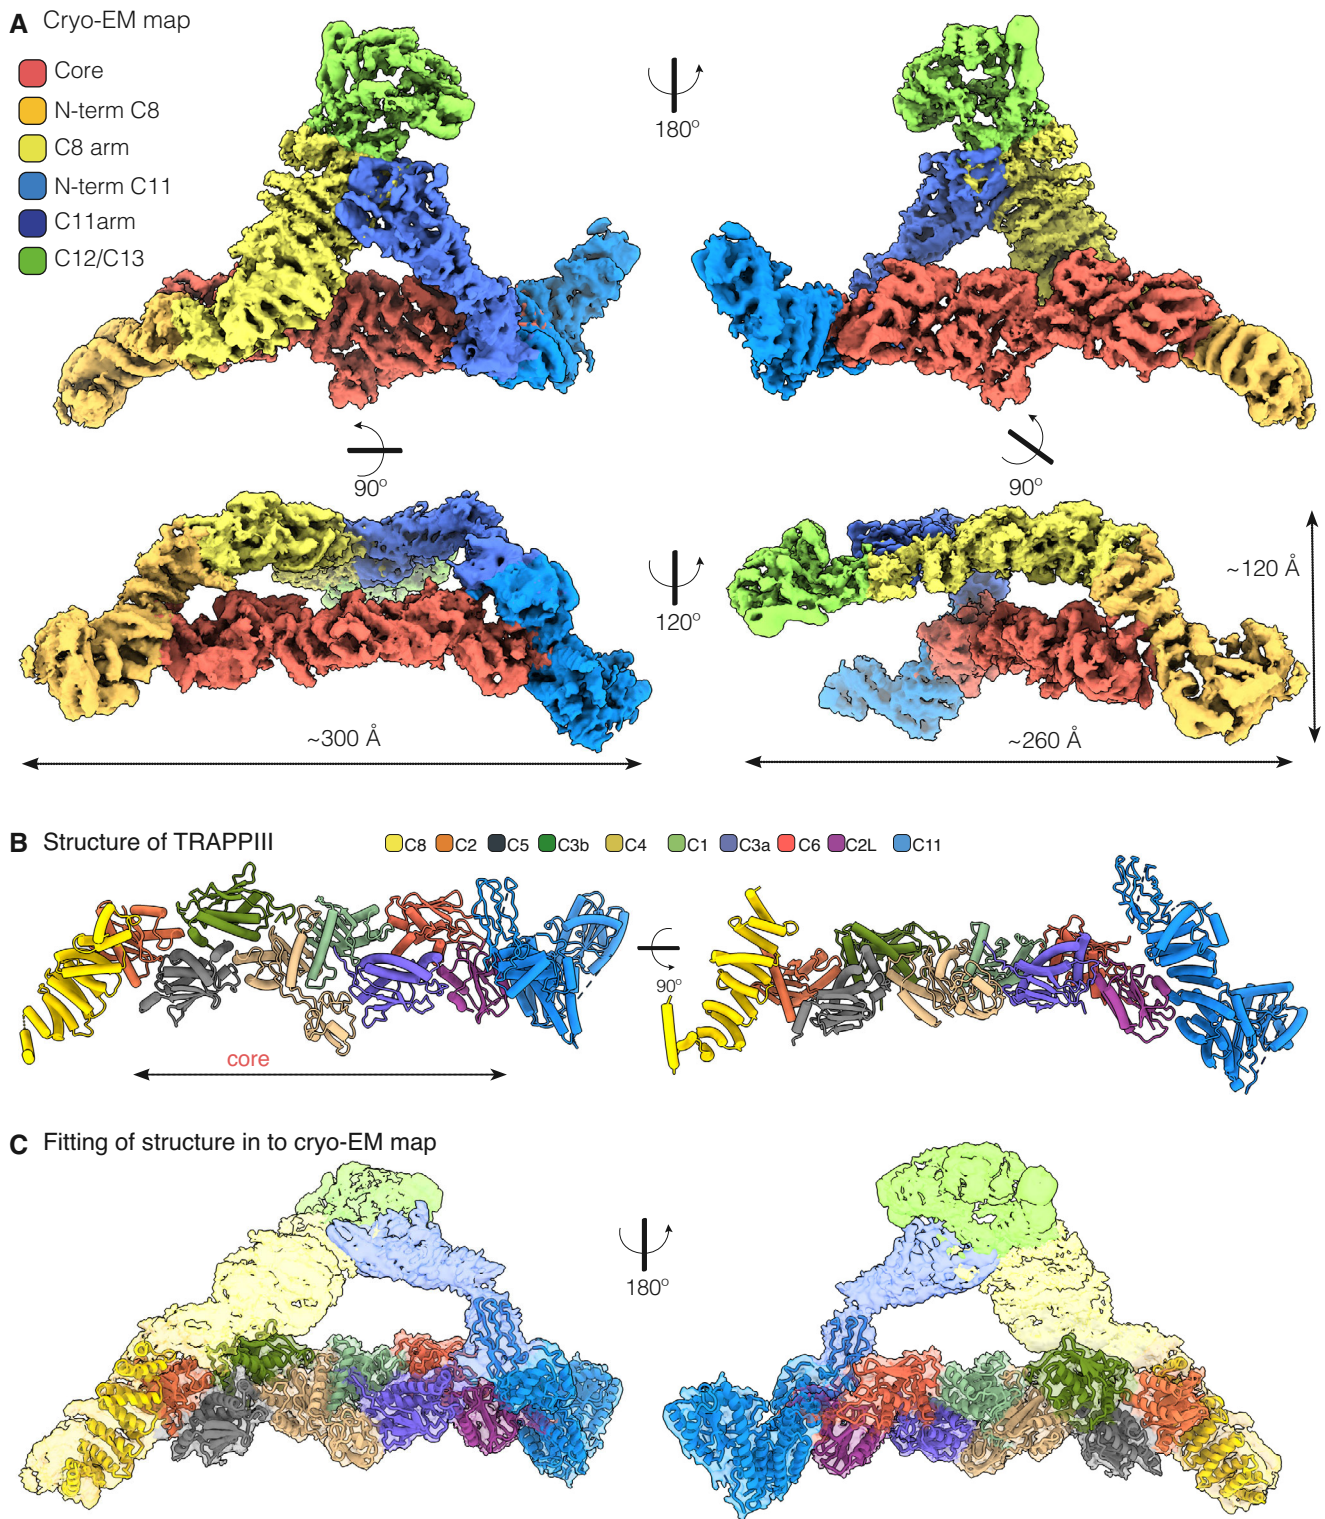 A Cryo-EM map
Core
N-term C8
C8 arm
N-term C11
C11arm
C12/C13
180°
90°
90°
120°
~120 Å
~300 Å
~260 Å
B Structure of TRAPPIII
C8 C2 C5 C3b C4 C1 C3a C6 C2L C11
90°
core
C Fitting of structure in to cryo-EM map
180°